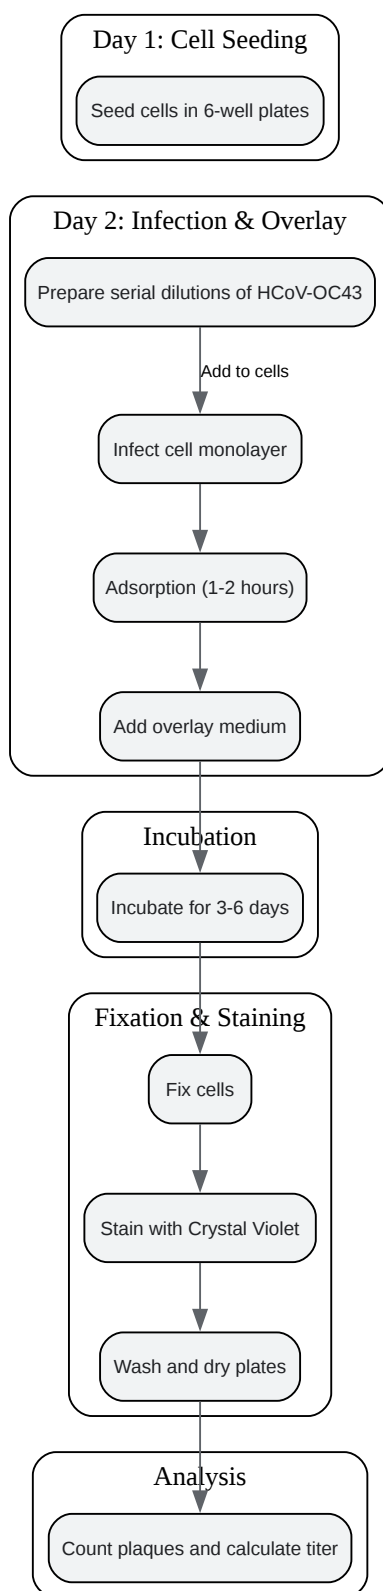 Day 1: Cell Seeding
Seed cells in 6-well plates
Day 2: Infection & Overlay
Prepare serial dilutions of HCoV-OC43
Add to cells
Infect cell monolayer
Adsorption (1-2 hours)
Add overlay medium
Incubation
Incubate for 3-6 days
Fixation & Staining
Fix cells
Stain with Crystal Violet
Wash and dry plates
Analysis
Count plaques and calculate titer